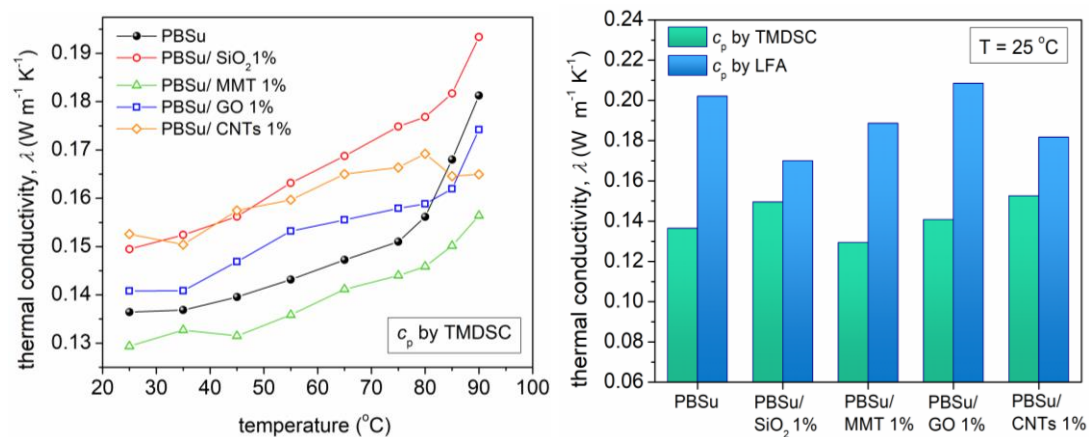 thermal conductivity, λ (W m⁻¹ K⁻¹)
0.19
0.18
0.17
0.16
0.15
0.14
0.13
PBSu
PBSu/ SiO₂1%
PBSu/ MMT 1%
PBSu/ GO 1%
PBSu/ CNTs 1%
cₚ by TMDSC
20 30 40 50 60 70 80 90 100
temperature (°C)
thermal conductivity, λ (W m⁻¹ K⁻¹)
0.24
0.22
0.20
0.18
0.16
0.14
0.12
0.10
0.08
0.06
cₚ by TMDSC
cₚ by LFA
T = 25 °C
PBSu PBSu/ PBSu/ PBSu/ PBSu/
SiO₂ 1% MMT 1% GO 1% CNTs 1%